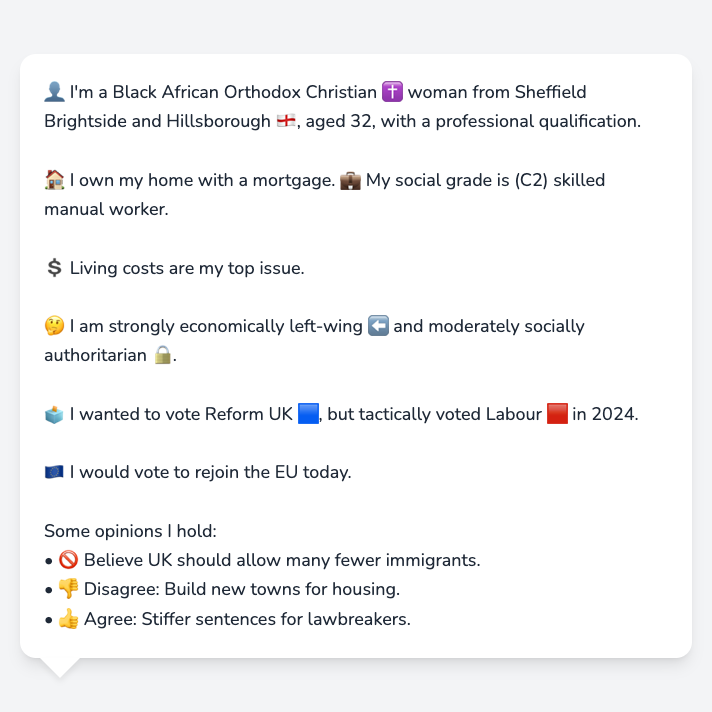 👤 I'm a Black African Orthodox Christian ✝️ woman from Sheffield
Brightside and Hillsborough 🏴󠁧󠁢󠁥󠁮󠁧󠁿, aged 32, with a professional qualification.
🏠 I own my home with a mortgage. 💼 My social grade is (C2) skilled
manual worker.
💲 Living costs are my top issue.
🤔 I am strongly economically left-wing ⬅️ and moderately socially
authoritarian 🔒.
🗳️ I wanted to vote Reform UK 🟦, but tactically voted Labour 🟥 in 2024.
🇪🇺 I would vote to rejoin the EU today.
Some opinions I hold:
• 🚫 Believe UK should allow many fewer immigrants.
• 👎 Disagree: Build new towns for housing.
• 👍 Agree: Stiffer sentences for lawbreakers.